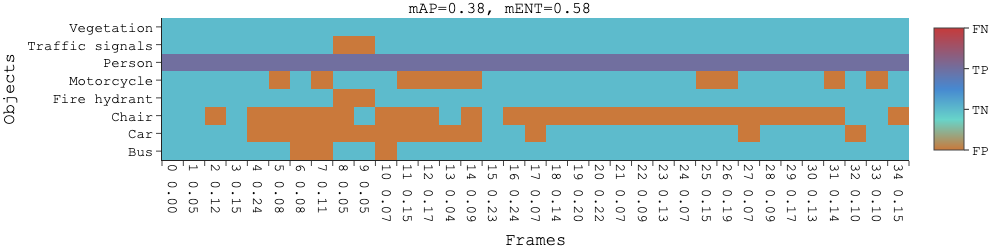 mAP=0.38, mENT=0.58
Objects
Vegetation
Traffic signals
Person
Motorcycle
Fire hydrant
Chair
Car
Bus
FN
TP
TN
FP
0 0.00
1 0.05
2 0.12
3 0.15
4 0.24
5 0.08
6 0.08
7 0.11
8 0.05
9 0.05
10 0.07
11 0.15
12 0.17
13 0.04
14 0.09
15 0.23
16 0.24
17 0.07
18 0.14
19 0.20
20 0.22
21 0.07
22 0.07
23 0.09
24 0.07
25 0.15
26 0.19
27 0.08
28 0.09
29 0.17
30 0.13
31 0.14
32 0.10
33 0.10
34 0.15
Frames